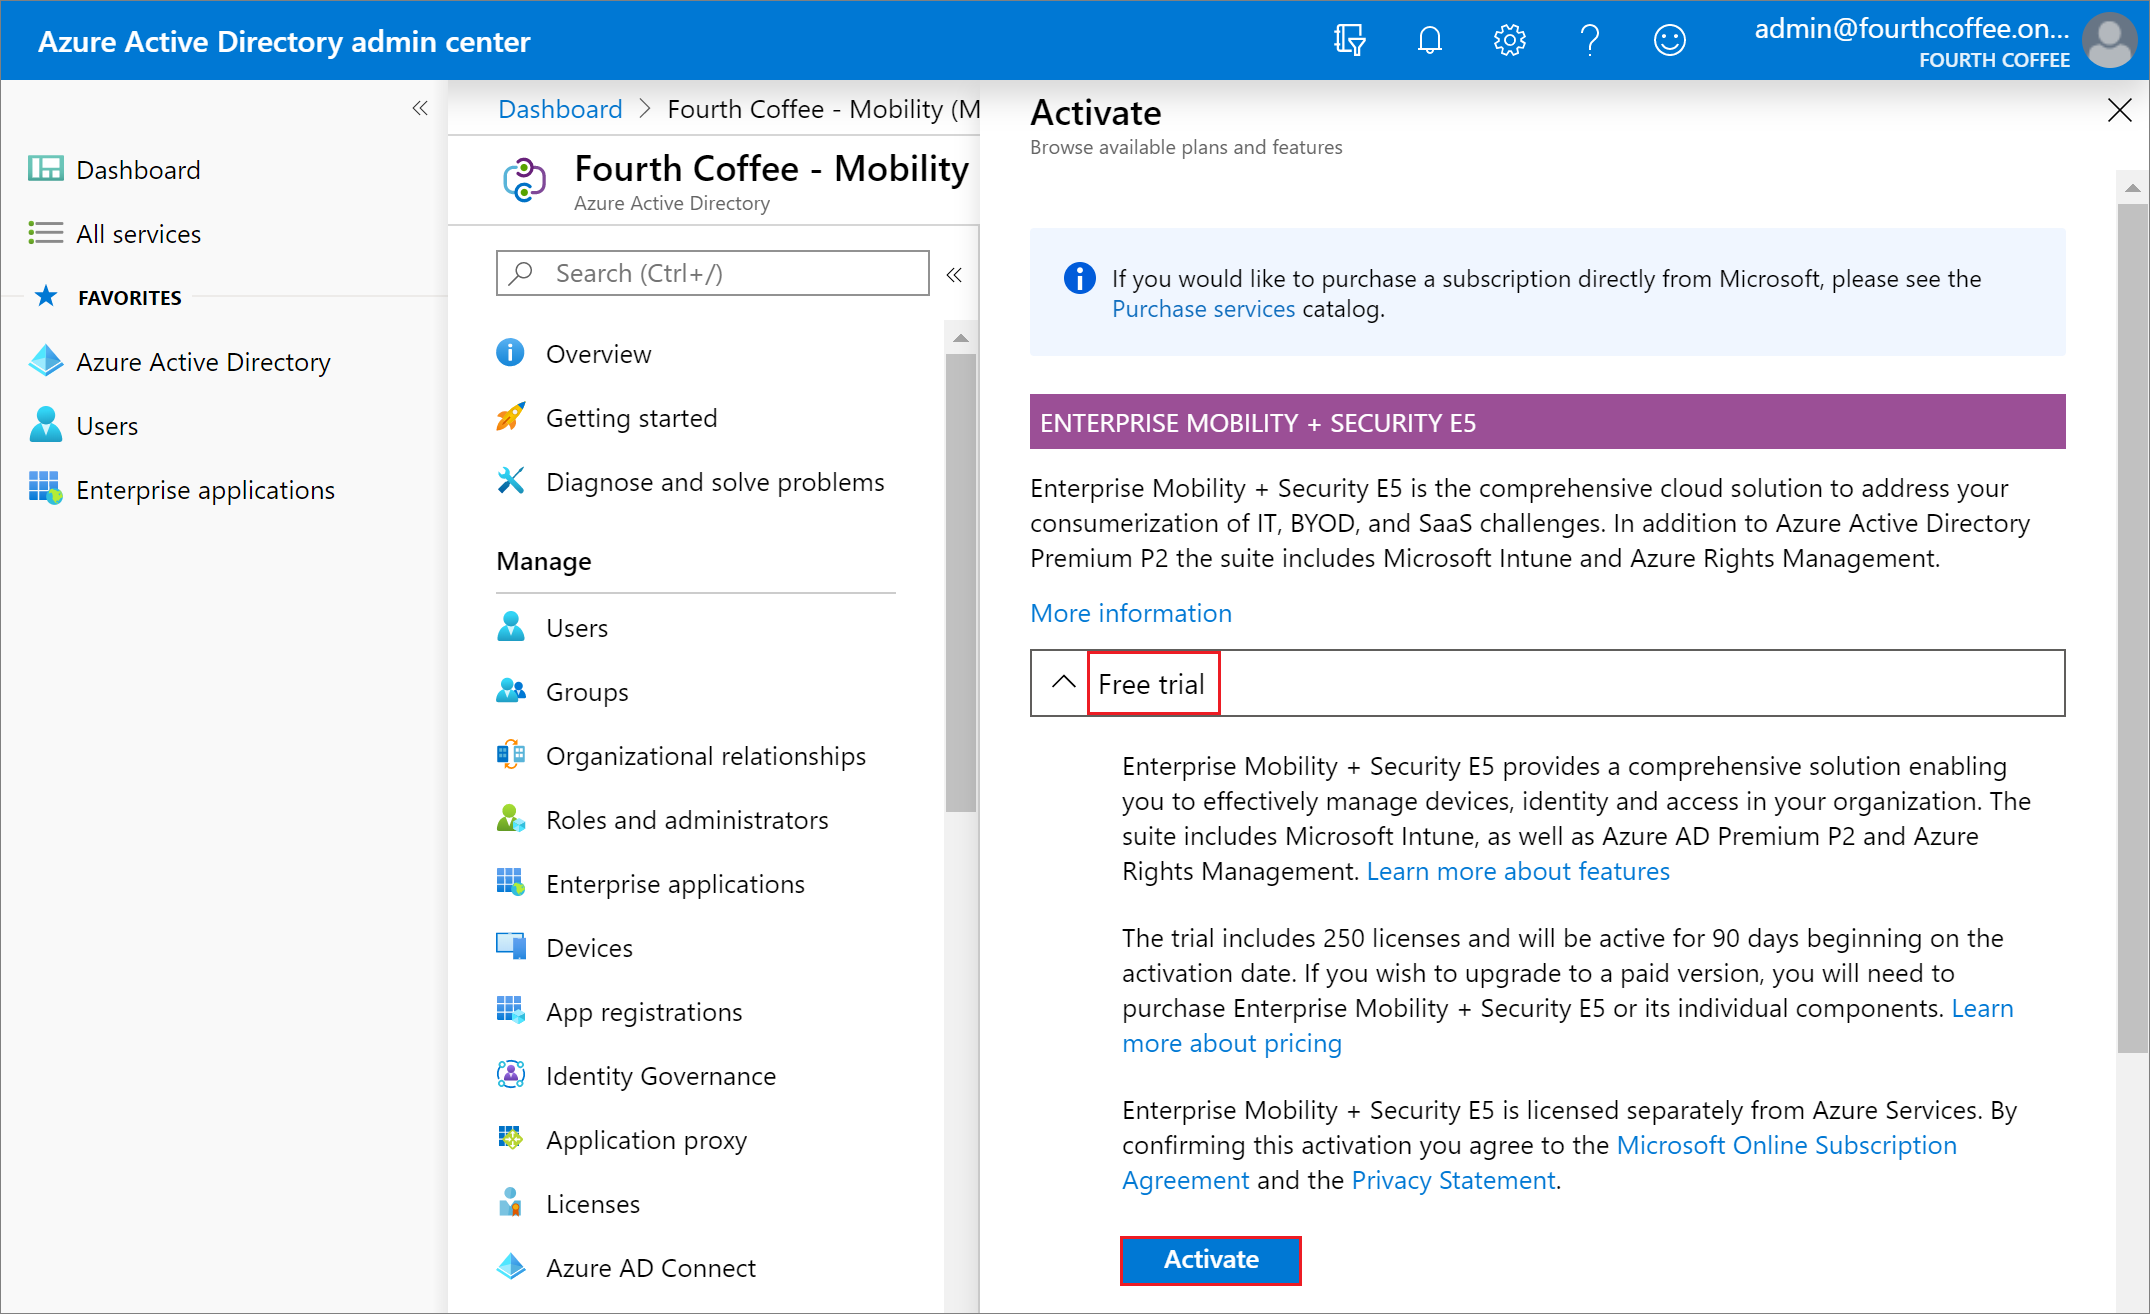 Azure Active Directory admin center
admin@fourthcoffee.on...
FOURTH COFFEE
Dashboard
All services
FAVORITES
Azure Active Directory
Users
Enterprise applications
Dashboard > Fourth Coffee - Mobility (M
Fourth Coffee - Mobility
Azure Active Directory
Search (Ctrl+/)
Overview
Getting started
Diagnose and solve problems
Manage
Users
Groups
Organizational relationships
Roles and administrators
Enterprise applications
Devices
App registrations
Identity Governance
Application proxy
Licenses
Azure AD Connect
Activate
Browse available plans and features
If you would like to purchase a subscription directly from Microsoft, please see the
Purchase services catalog.
ENTERPRISE MOBILITY + SECURITY E5
Enterprise Mobility + Security E5 is the comprehensive cloud solution to address your
consumerization of IT, BYOD, and SaaS challenges. In addition to Azure Active Directory
Premium P2 the suite includes Microsoft Intune and Azure Rights Management.
More information
Free trial
Enterprise Mobility + Security E5 provides a comprehensive solution enabling
you to effectively manage devices, identity and access in your organization. The
suite includes Microsoft Intune, as well as Azure AD Premium P2 and Azure
Rights Management. Learn more about features
The trial includes 250 licenses and will be active for 90 days beginning on the
activation date. If you wish to upgrade to a paid version, you will need to
purchase Enterprise Mobility + Security E5 or its individual components. Learn
more about pricing
Enterprise Mobility + Security E5 is licensed separately from Azure Services. By
confirming this activation you agree to the Microsoft Online Subscription
Agreement and the Privacy Statement.
Activate